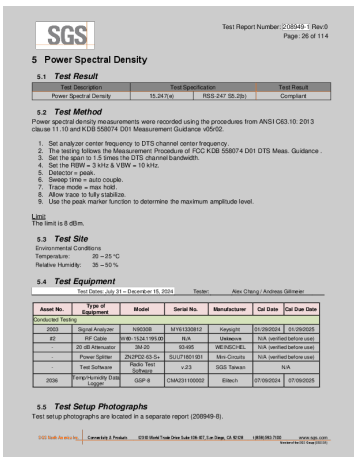 SGS
Test Report Number: 208949-1 Rev.0
Page: 26 of 114
5 Power Spectral Density
5.1 Test Result
Test Description Test Specification Test Result
Power Spectral Density 15.247(e) RSS-247 S5.2(b) Compliant
5.2 Test Method
Power spectral density measurements were recorded using the procedures from ANSI C63.10: 2013
clause 11.10 and KDB 558074 D01 Measurement Guidance v05r02.
1. Set analyzer center frequency to DTS channel center frequency.
2. The testing follows the Measurement Procedure of FCC KDB 558074 D01 DTS Meas. Guidance .
3. Set the span to 1.5 times the DTS channel bandwidth.
4. Set the RBW = 3 kHz & VBW = 10 kHz.
5. Detector = peak.
6. Sweep time = auto couple.
7. Trace mode = max hold.
8. Allow trace to fully stabilize.
9. Use the peak marker function to determine the maximum amplitude level.
Limit
The limit is 8 dBm.
5.3 Test Site
Environmental Conditions
Temperature: 20 – 25 °C
Relative Humidity: 35 – 50 %
5.4 Test Equipment
Test Dates: July 31 – December 15, 2024 Tester: Alex Chang / Andreas Gillmeier
Asset No. Type of Equipment Model Serial No. Manufacturer Cal Date Cal Due Date
Conducted Testing
2003 Signal Analyzer N9030B MY61330812 Keysight 01/29/2024 01/29/2025
#2 RF Cable N/A Unknown N/A (verified before use)
- 20 dB Attenuator 3M-20 93495 WEINSCHEL N/A (verified before use)
- Power Splitter ZN2PD2-63-S+ Mini-Circuits N/A (verified before use)
- Test Software Radio Test Software v.23 SGS Taiwan N/A
2036 Temp/Humidity Data Logger GSP-8 CMA231100002 Elitech 07/09/2024 07/09/2025
5.5 Test Setup Photographs
Test setup photographs are located in a separate report (208949-8).
SGS North America Inc. Connectivity & Products San Diego, CA 92128 www.sgs.com
Member of the SGS Group (SGS SA)